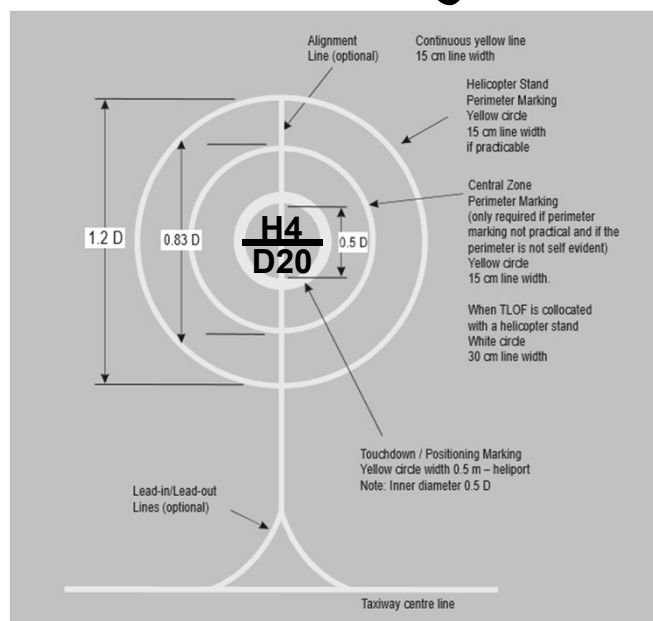 Alignment
Line (optional)
Continuous yellow line
15 cm line width
Helicopter Stand
Perimeter Marking
Yellow circle
15 cm line width
if practicable
Central Zone
Perimeter Marking
(only required if perimeter
marking not practical and if the
perimeter is not self evident)
Yellow circle
15 cm line width.
When TLOF is collocated
with a helicopter stand
White circle
30 cm line width
1.2 D
0.83 D
H4
D20
0.5 D
Touchdown / Positioning Marking
Yellow circle width 0.5 m – heliport
Note: Inner diameter 0.5 D
Lead-in/Lead-out
Lines (optional)
Taxiway centre line